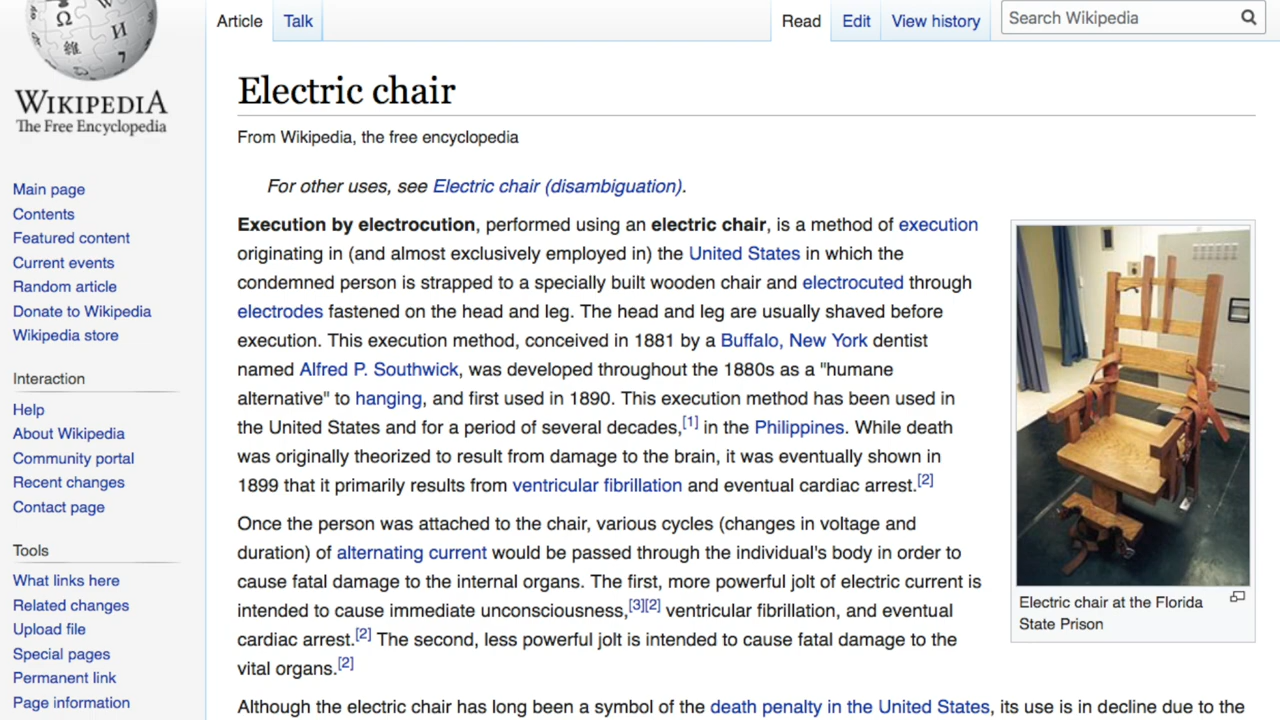 Ω
W
И
維
7
WIKIPEDIA
The Free Encyclopedia
Main page
Contents
Featured content
Current events
Random article
Donate to Wikipedia
Wikipedia store
Interaction
Help
About Wikipedia
Community portal
Recent changes
Contact page
Tools
What links here
Related changes
Upload file
Special pages
Permanent link
Page information
Article Talk
Read Edit View history
Search Wikipedia
Electric chair
From Wikipedia, the free encyclopedia
For other uses, see Electric chair (disambiguation).
Execution by electrocution, performed using an electric chair, is a method of execution
originating in (and almost exclusively employed in) the United States in which the
condemned person is strapped to a specially built wooden chair and electrocuted through
electrodes fastened on the head and leg. The head and leg are usually shaved before
execution. This execution method, conceived in 1881 by a Buffalo, New York dentist
named Alfred P. Southwick, was developed throughout the 1880s as a "humane
alternative" to hanging, and first used in 1890. This execution method has been used in
the United States and for a period of several decades,[1] in the Philippines. While death
was originally theorized to result from damage to the brain, it was eventually shown in
1899 that it primarily results from ventricular fibrillation and eventual cardiac arrest.[2]
Once the person was attached to the chair, various cycles (changes in voltage and
duration) of alternating current would be passed through the individual's body in order to
cause fatal damage to the internal organs. The first, more powerful jolt of electric current is
intended to cause immediate unconsciousness,[3][2] ventricular fibrillation, and eventual
cardiac arrest.[2] The second, less powerful jolt is intended to cause fatal damage to the
vital organs.[2]
Although the electric chair has long been a symbol of the death penalty in the United States, its use is in decline due to the
Electric chair at the Florida
State Prison